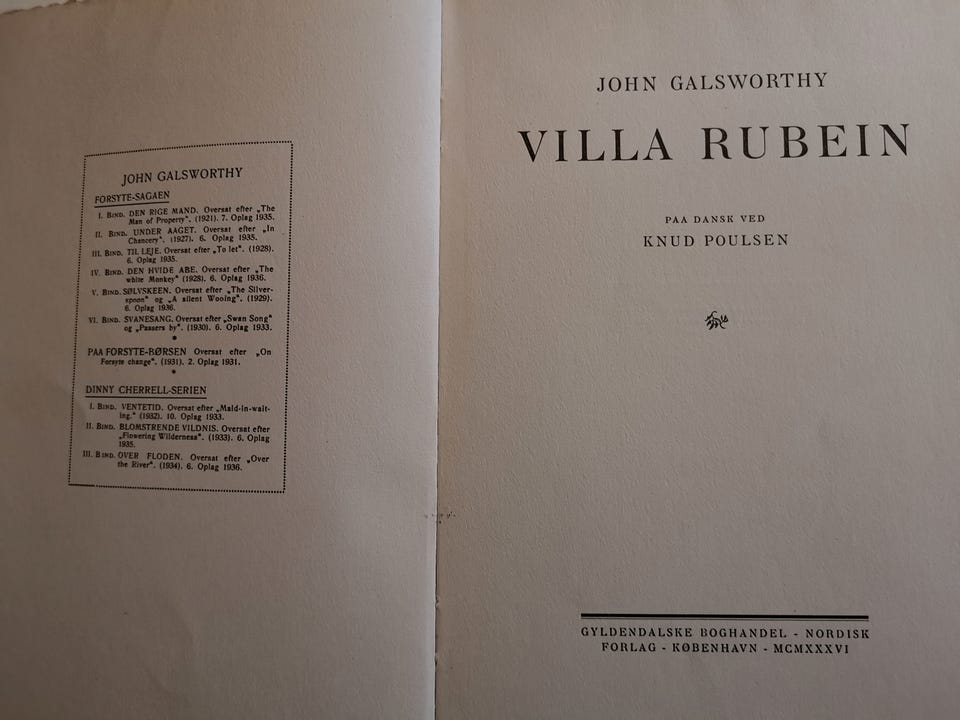 JOHN GALSWORTHY
FORSYTE-SAGAEN
I. BIND. DEN RIGE MAND. Oversat efter „The
Man of Property“. (1921). 7. Oplag 1935.
II. BIND. UNDER AAGET. Oversat efter „In
Chancery“. (1927). 6. Oplag 1935.
III. BIND. TIL LEJE. Oversat efter „To let“. (1928).
6. Oplag 1935.
IV. BIND. DEN HVIDE ABE. Oversat efter „The
white Monkey“ (1928). 6. Oplag 1936.
V. BIND. SØLVSKEEN. Oversat efter „The Silver-
spoon“ og „A silent Wooing“. (1929).
6. Oplag 1936.
VI. BIND. SVANESANG. Oversat efter „Swan Song“
og „Passers by“. (1930). 6. Oplag 1933.
PAA FORSYTE-BØRSEN Oversat efter „On
Forsyte change“. (1931). 2. Oplag 1931.
DINNY CHERRELL-SERIEN
I. BIND. VENTETID. Oversat efter „Maid-in-wait-
ing.“ (1932). 10. Oplag 1933.
II. BIND. BLOMSTRENDE VILDNIS. Oversat efter
„Flowering Wilderness“. (1933). 6. Oplag
1935.
III. BIND. OVER FLODEN. Oversat efter „Over
the River“. (1934). 6. Oplag 1936.
JOHN GALSWORTHY
VILLA RUBEIN
PAA DANSK VED
KNUD POULSEN
GYLDENDALSKE BOGHANDEL - NORDISK
FORLAG - KØBENHAVN - MCMXXXVI